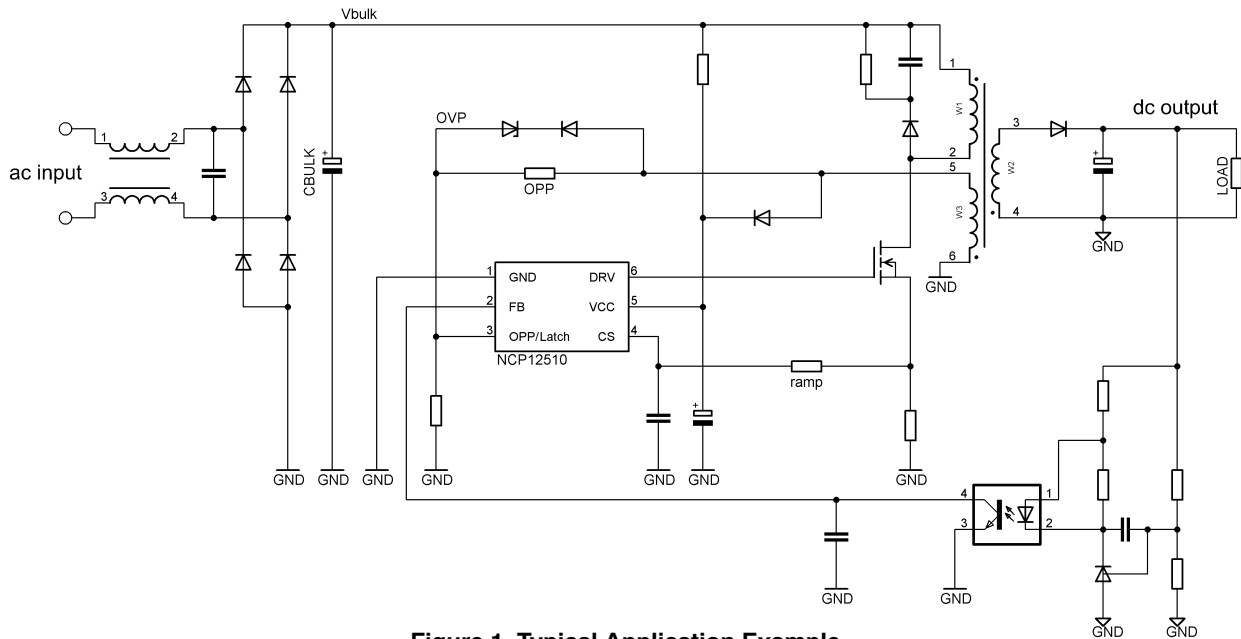 Vbulk
1
W1
2
3
dc output
W2
4
GND
LOAD
5
W3
6
GND
ac input
1
2
3
4
+
CBULK
OVP
OPP
+
1
GND
DRV
6
2
FB
VCC
5
3
OPP/Latch
CS
4
NCP12510
ramp
+
GND
GND
GND
GND
GND
GND
GND
4
1
3
2
GND
GND
GND
GND
Figure 1. Typical Application Example